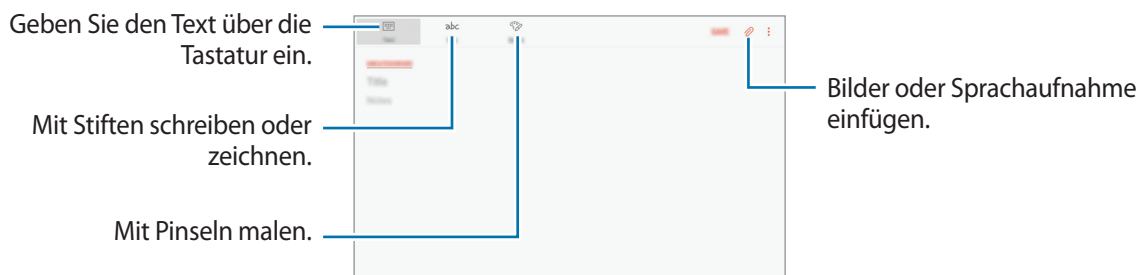 Geben Sie den Text über die
Tastatur ein.
abc
SAVE
Title
Notes
Mit Stiften schreiben oder
zeichnen.
Mit Pinseln malen.
Bilder oder Sprachaufnahme
einfügen.